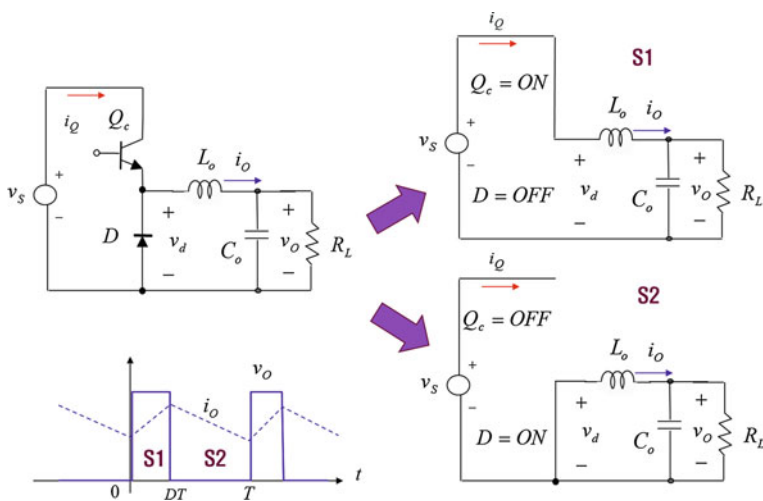 i_Q
Q_c
L_o
i_O
v_S
+
−
D
+
v_d
−
C_o
+
v_O
−
R_L
i_Q
S1
Q_c = ON
L_o
i_O
v_S
+
−
D = OFF
+
v_d
−
C_o
+
v_O
−
R_L
i_Q
S2
Q_c = OFF
L_o
i_O
v_S
+
−
D = ON
+
v_d
−
C_o
+
v_O
−
R_L
v_O
i_O
S1
S2
0
DT
T
t